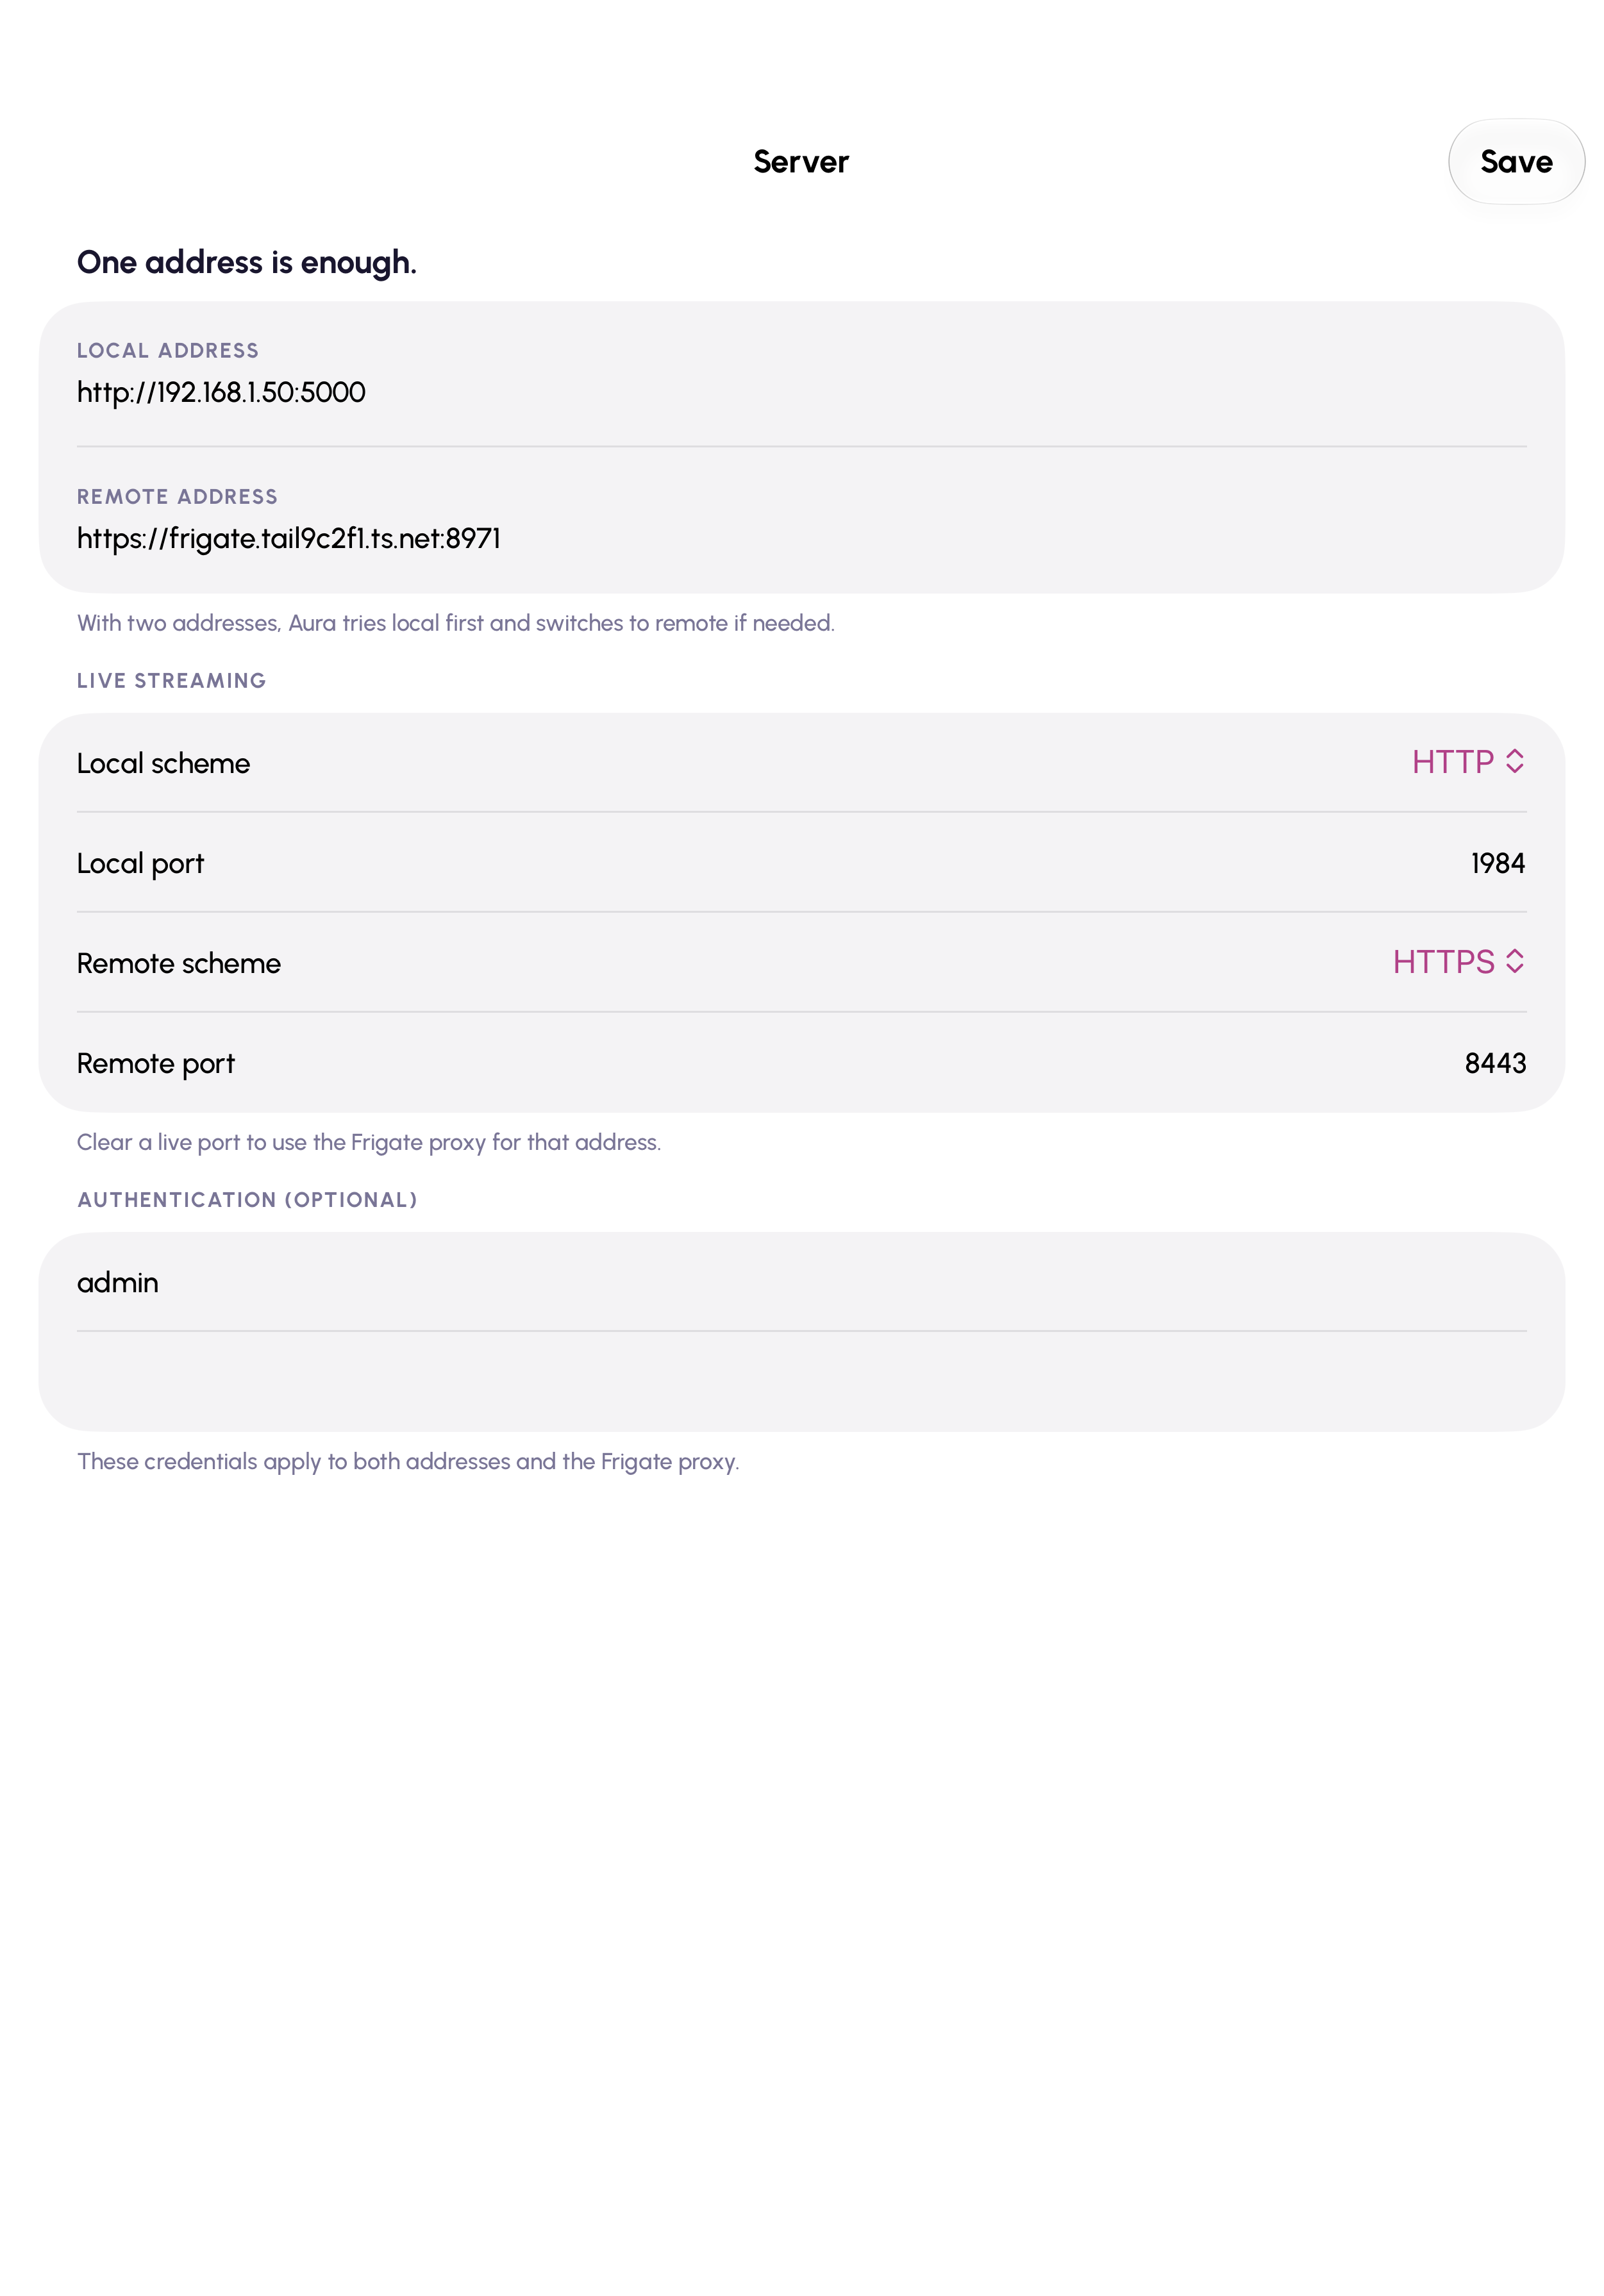 Server
Save
One address is enough.
LOCAL ADDRESS
http://192.168.1.50:5000
REMOTE ADDRESS
https://frigate.tail9c2f1.ts.net:8971
With two addresses, Aura tries local first and switches to remote if needed.
LIVE STREAMING
Local scheme HTTP
Local port 1984
Remote scheme HTTPS
Remote port 8443
Clear a live port to use the Frigate proxy for that address.
AUTHENTICATION (OPTIONAL)
admin
These credentials apply to both addresses and the Frigate proxy.